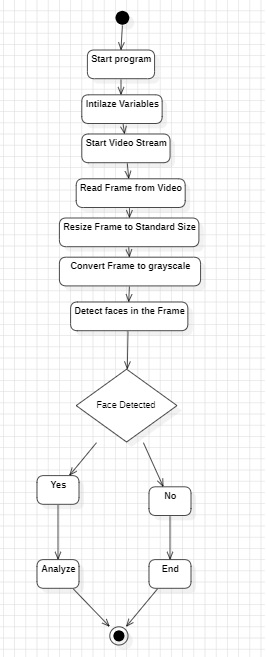 Start program
Intilaze Variables
Start Video Stream
Read Frame from Video
Resize Frame to Standard Size
Convert Frame to grayscale
Detect faces in the Frame
Face Detected
Yes
No
Analyze
End